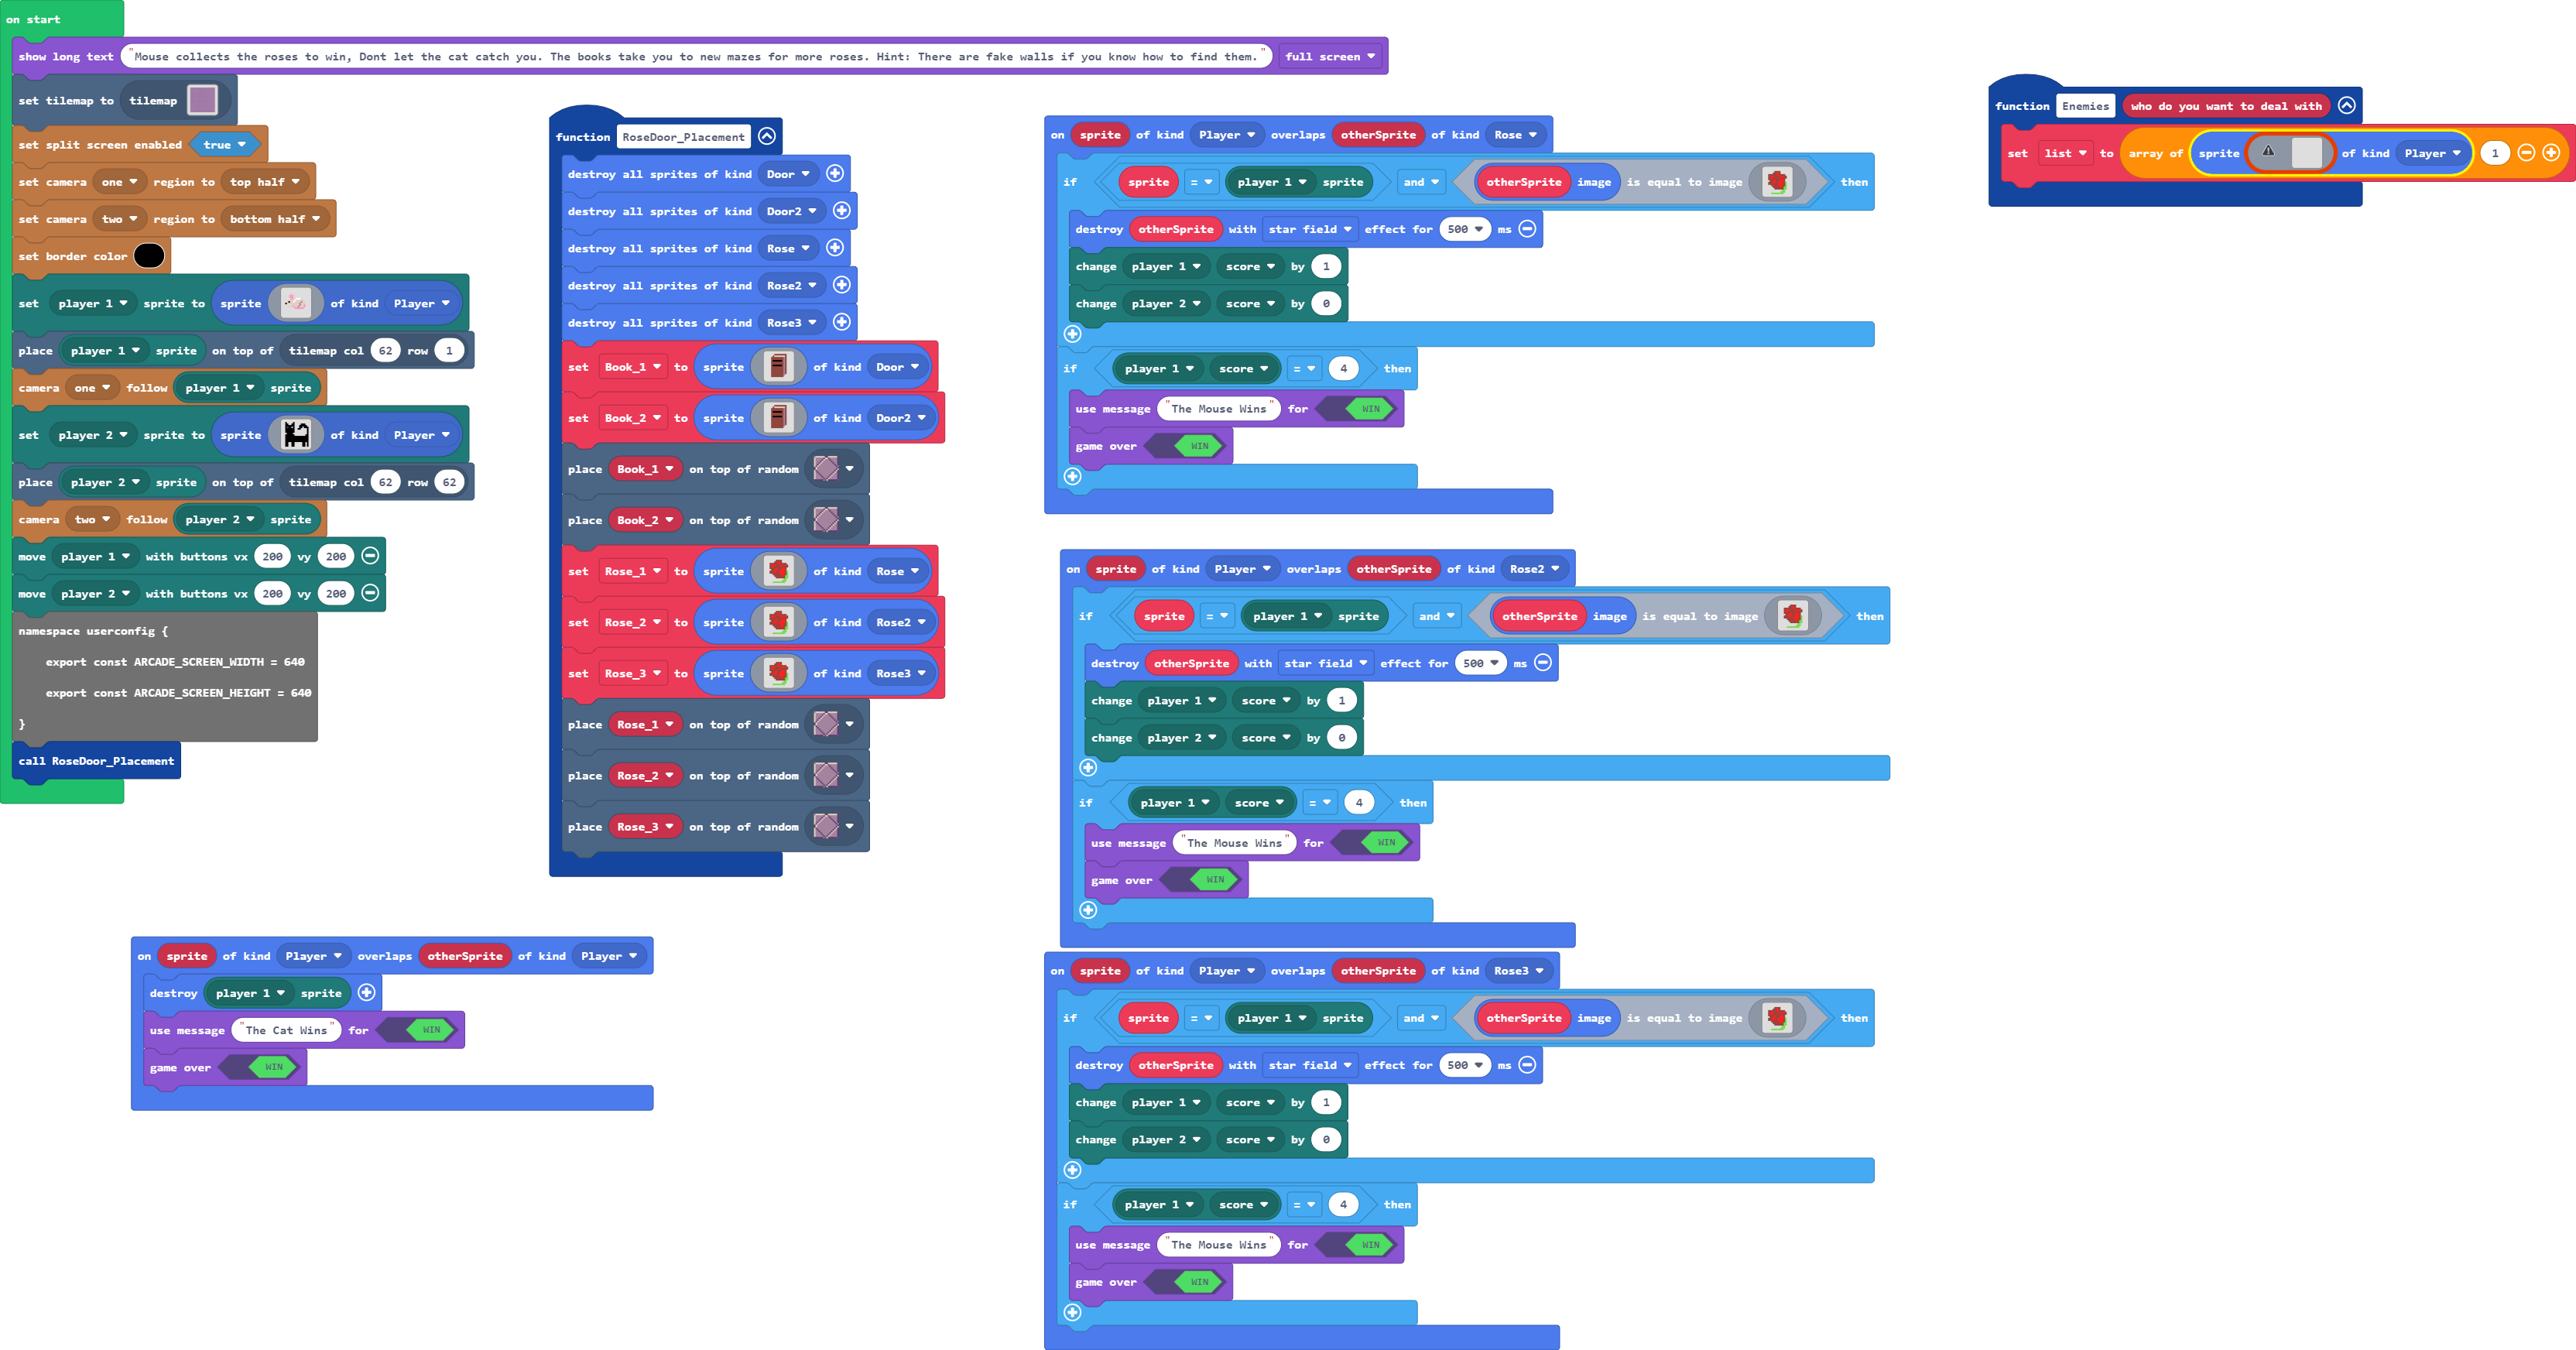 on start
show long text "Mouse collects the roses to win, Dont let the cat catch you. The books take you to new mazes for more roses. Hint: There are fake walls if you know how to find them." full screen
set tilemap to tilemap
set split screen enabled true
set camera one region to top half
set camera two region to bottom half
set border color
set player 1 sprite to sprite of kind Player
place player 1 sprite on top of tilemap col 62 row 1
camera one follow player 1 sprite
set player 2 sprite to sprite of kind Player
place player 2 sprite on top of tilemap col 62 row 62
camera two follow player 2 sprite
move player 1 with buttons vx 200 vy 200
move player 2 with buttons vx 200 vy 200
namespace userconfig {
export const ARCADE_SCREEN_WIDTH = 640
export const ARCADE_SCREEN_HEIGHT = 640
}
call RoseDoor_Placement
on sprite of kind Player overlaps otherSprite of kind Player
destroy player 1 sprite
use message "The Cat Wins" for WIN
game over WIN
function RoseDoor_Placement
destroy all sprites of kind Door
destroy all sprites of kind Door2
destroy all sprites of kind Rose
destroy all sprites of kind Rose2
destroy all sprites of kind Rose3
set Book_1 to sprite of kind Door
set Book_2 to sprite of kind Door2
place Book_1 on top of random
place Book_2 on top of random
set Rose_1 to sprite of kind Rose
set Rose_2 to sprite of kind Rose2
set Rose_3 to sprite of kind Rose3
place Rose_1 on top of random
place Rose_2 on top of random
place Rose_3 on top of random
on sprite of kind Player overlaps otherSprite of kind Rose
if sprite = player 1 sprite and otherSprite image is equal to image then
destroy otherSprite with star field effect for 500 ms
change player 1 score by 1
change player 2 score by 0
if player 1 score = 4 then
use message "The Mouse Wins" for WIN
game over WIN
on sprite of kind Player overlaps otherSprite of kind Rose2
if sprite = player 1 sprite and otherSprite image is equal to image then
destroy otherSprite with star field effect for 500 ms
change player 1 score by 1
change player 2 score by 0
if player 1 score = 4 then
use message "The Mouse Wins" for WIN
game over WIN
on sprite of kind Player overlaps otherSprite of kind Rose3
if sprite = player 1 sprite and otherSprite image is equal to image then
destroy otherSprite with star field effect for 500 ms
change player 1 score by 1
change player 2 score by 0
if player 1 score = 4 then
use message "The Mouse Wins" for WIN
game over WIN
function Enemies who do you want to deal with
set list to array of sprite of kind Player 1